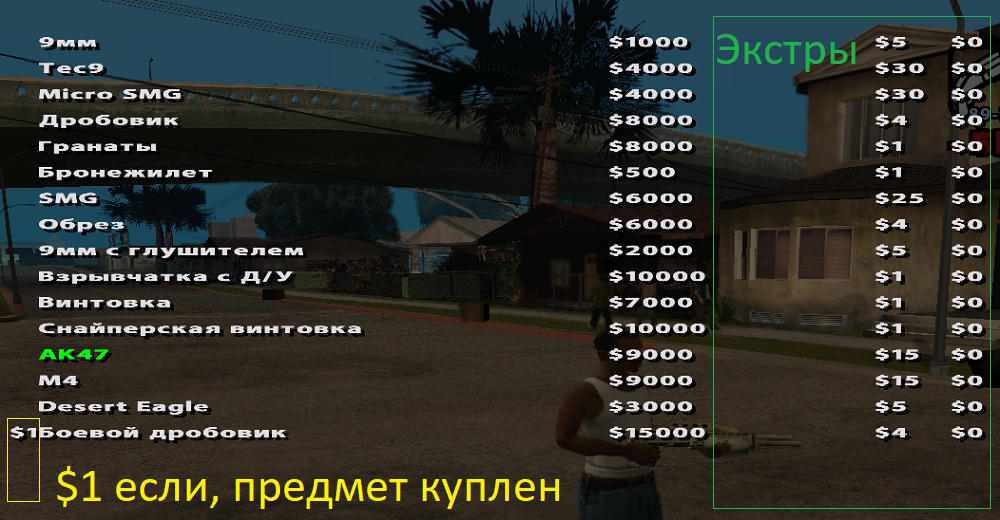 Экстры
9мм $1000 $5 $0
Tec9 $4000 $30 $0
Micro SMG $4000 $30 $0
Дробовик $8000 $4 $0
Гранаты $8000 $1 $0
Бронежилет $500 $1 $0
SMG $6000 $25 $0
Обрез $6000 $4 $0
9мм с глушителем $2000 $5 $0
Взрывчатка с Д/У $10000 $1 $0
Винтовка $7000 $1 $0
Снайперская винтовка $10000 $1 $0
AK47 $9000 $15 $0
M4 $9000 $15 $0
Desert Eagle $3000 $5 $0
$1 Боевой дробовик $15000 $4 $0
$1 если, предмет куплен